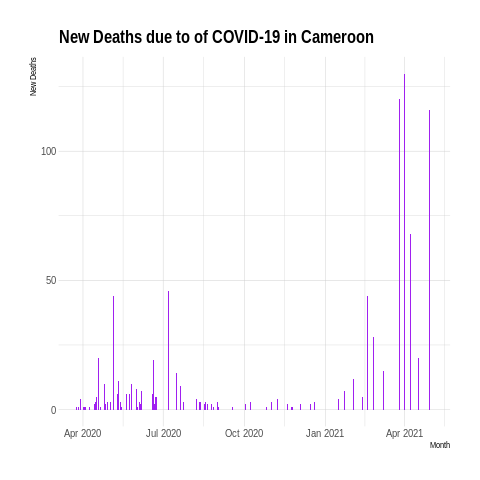 New Deaths due to of COVID-19 in Cameroon
New Deaths
100
50
0
Apr 2020 Jul 2020 Oct 2020 Jan 2021 Apr 2021
Month